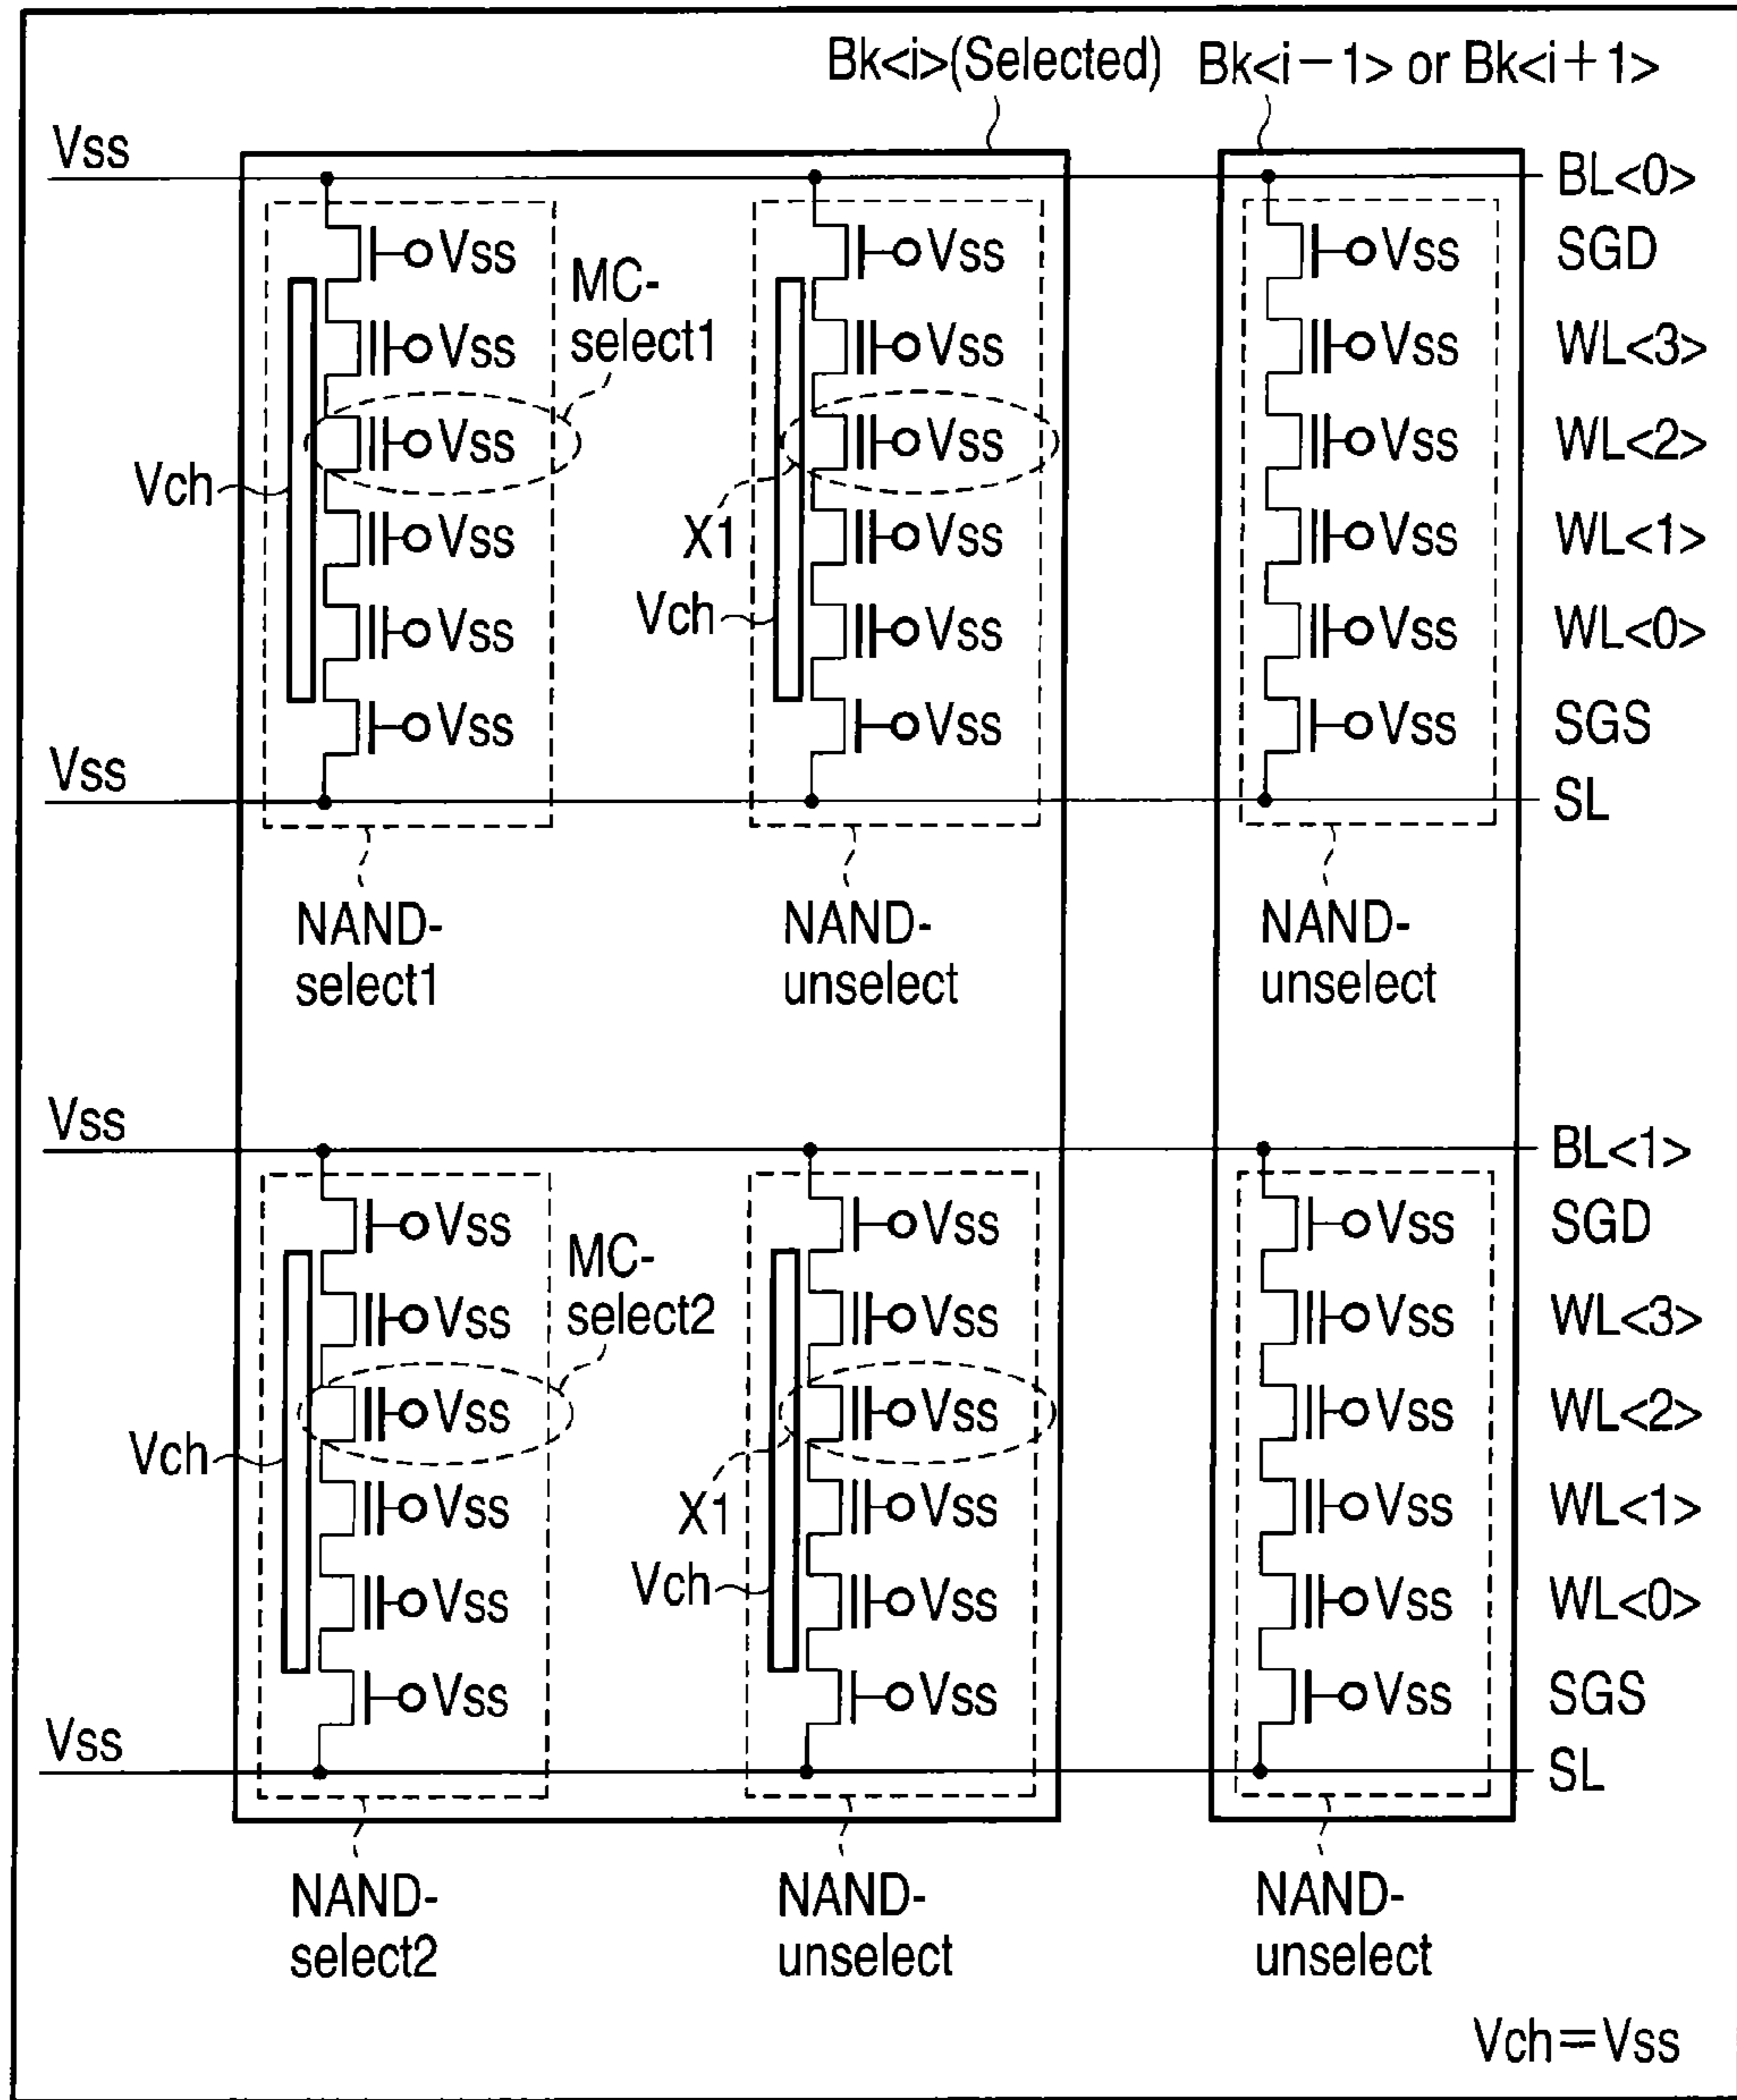 Bk<i>(Selected) Bk<i−1> or Bk<i+1>
Vss BL<0>
Vss Vss Vss SGD
MC-
select1
Vss Vss Vss WL<3>
Vss Vss Vss WL<2>
Vch
X1
Vss Vss Vss WL<1>
Vch
Vss Vss Vss WL<0>
Vss Vss Vss SGS
Vss SL
NAND-
select1
NAND-
unselect
NAND-
unselect
Vss BL<1>
Vss Vss Vss SGD
MC-
select2
Vss Vss Vss WL<3>
Vss Vss Vss WL<2>
Vch
X1
Vss Vss Vss WL<1>
Vch
Vss Vss Vss WL<0>
Vss Vss Vss SGS
Vss SL
NAND-
select2
NAND-
unselect
NAND-
unselect
Vch=Vss